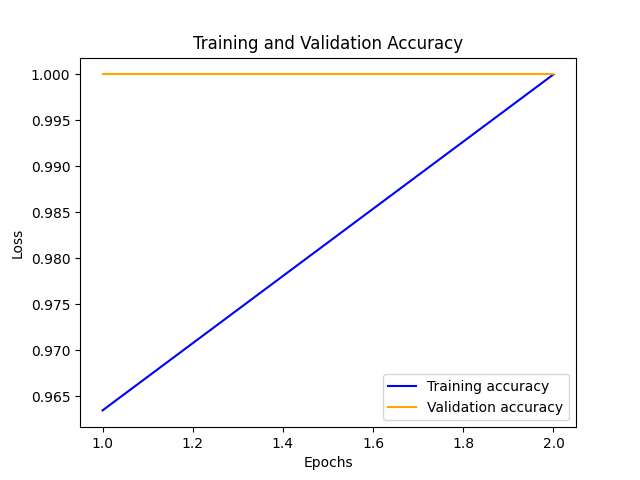 Training and Validation Accuracy
1.000
0.995
0.990
0.985
0.980
0.975
0.970
0.965
Loss
1.0
1.2
1.4
1.6
1.8
2.0
Epochs
Training accuracy
Validation accuracy